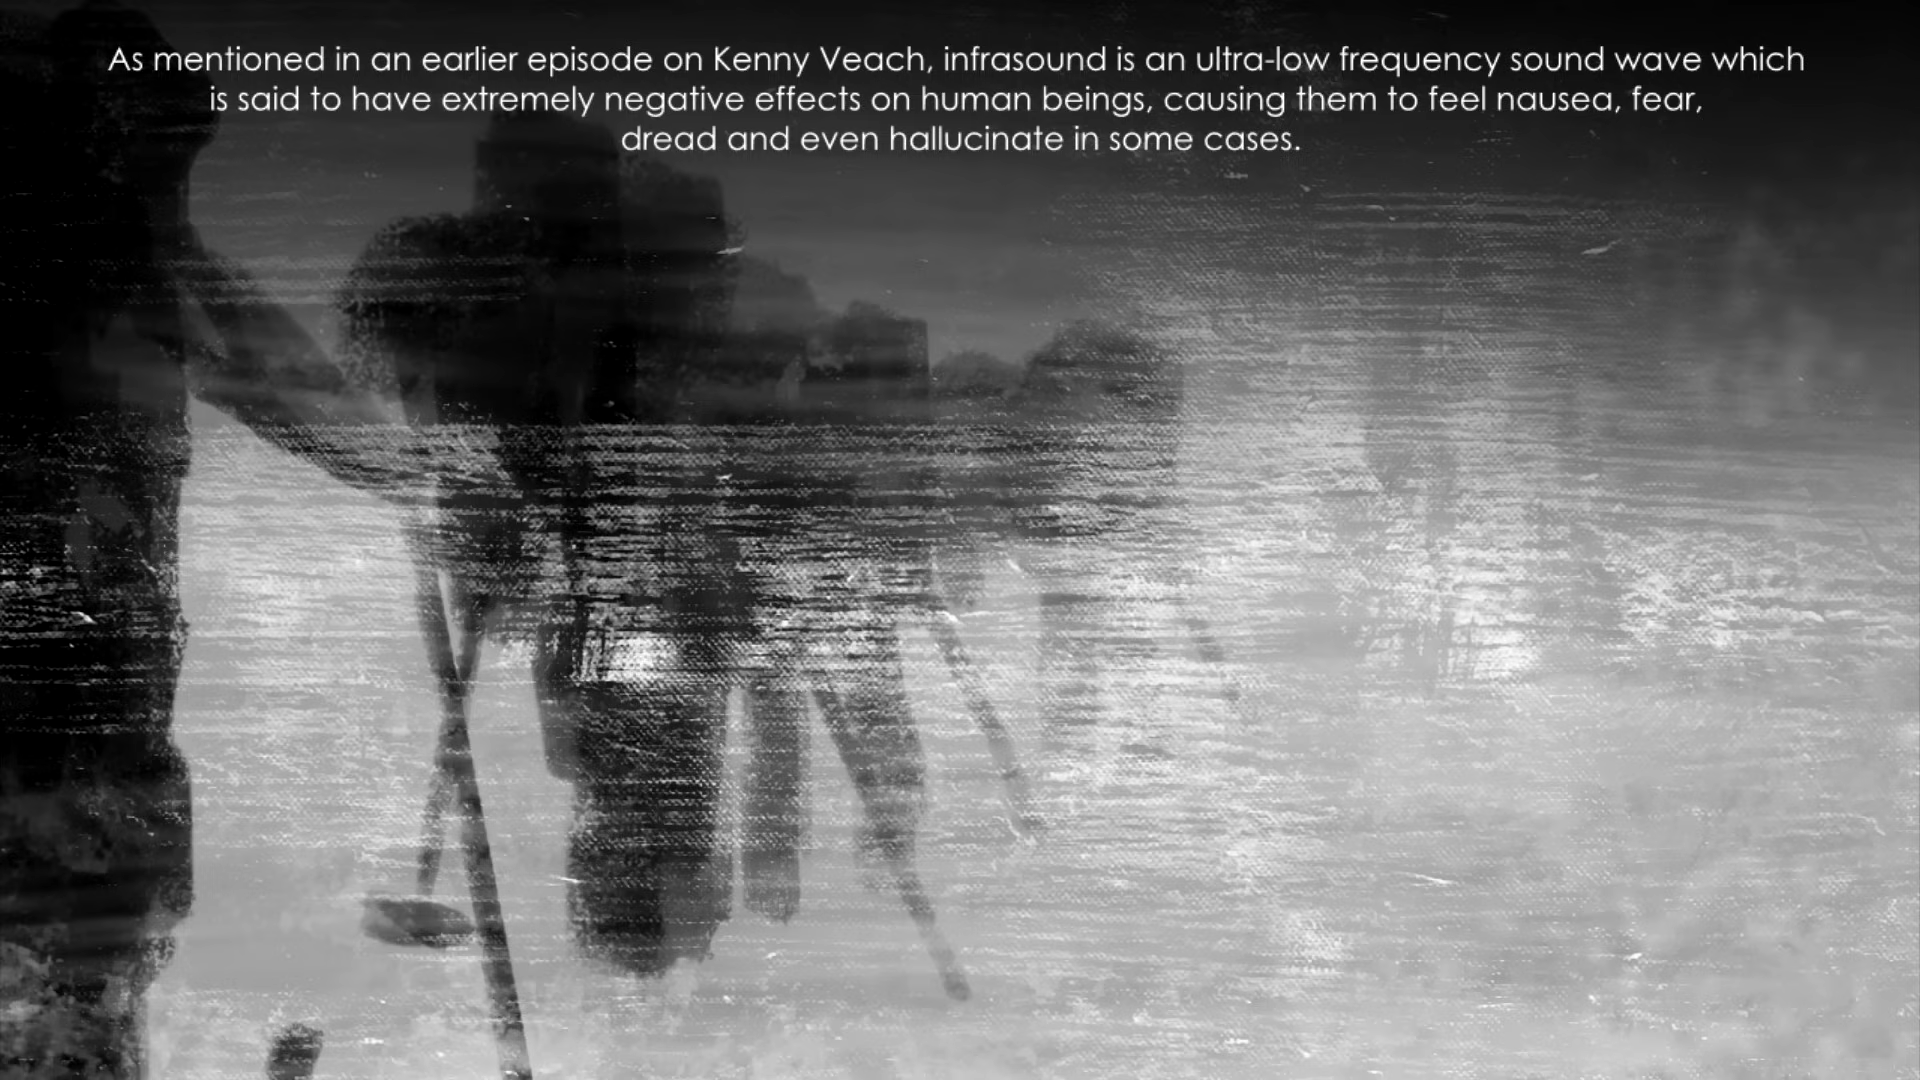 As mentioned in an earlier episode on Kenny Veach, infrasound is an ultra-low frequency sound wave which
is said to have extremely negative effects on human beings, causing them to feel nausea, fear,
dread and even hallucinate in some cases.